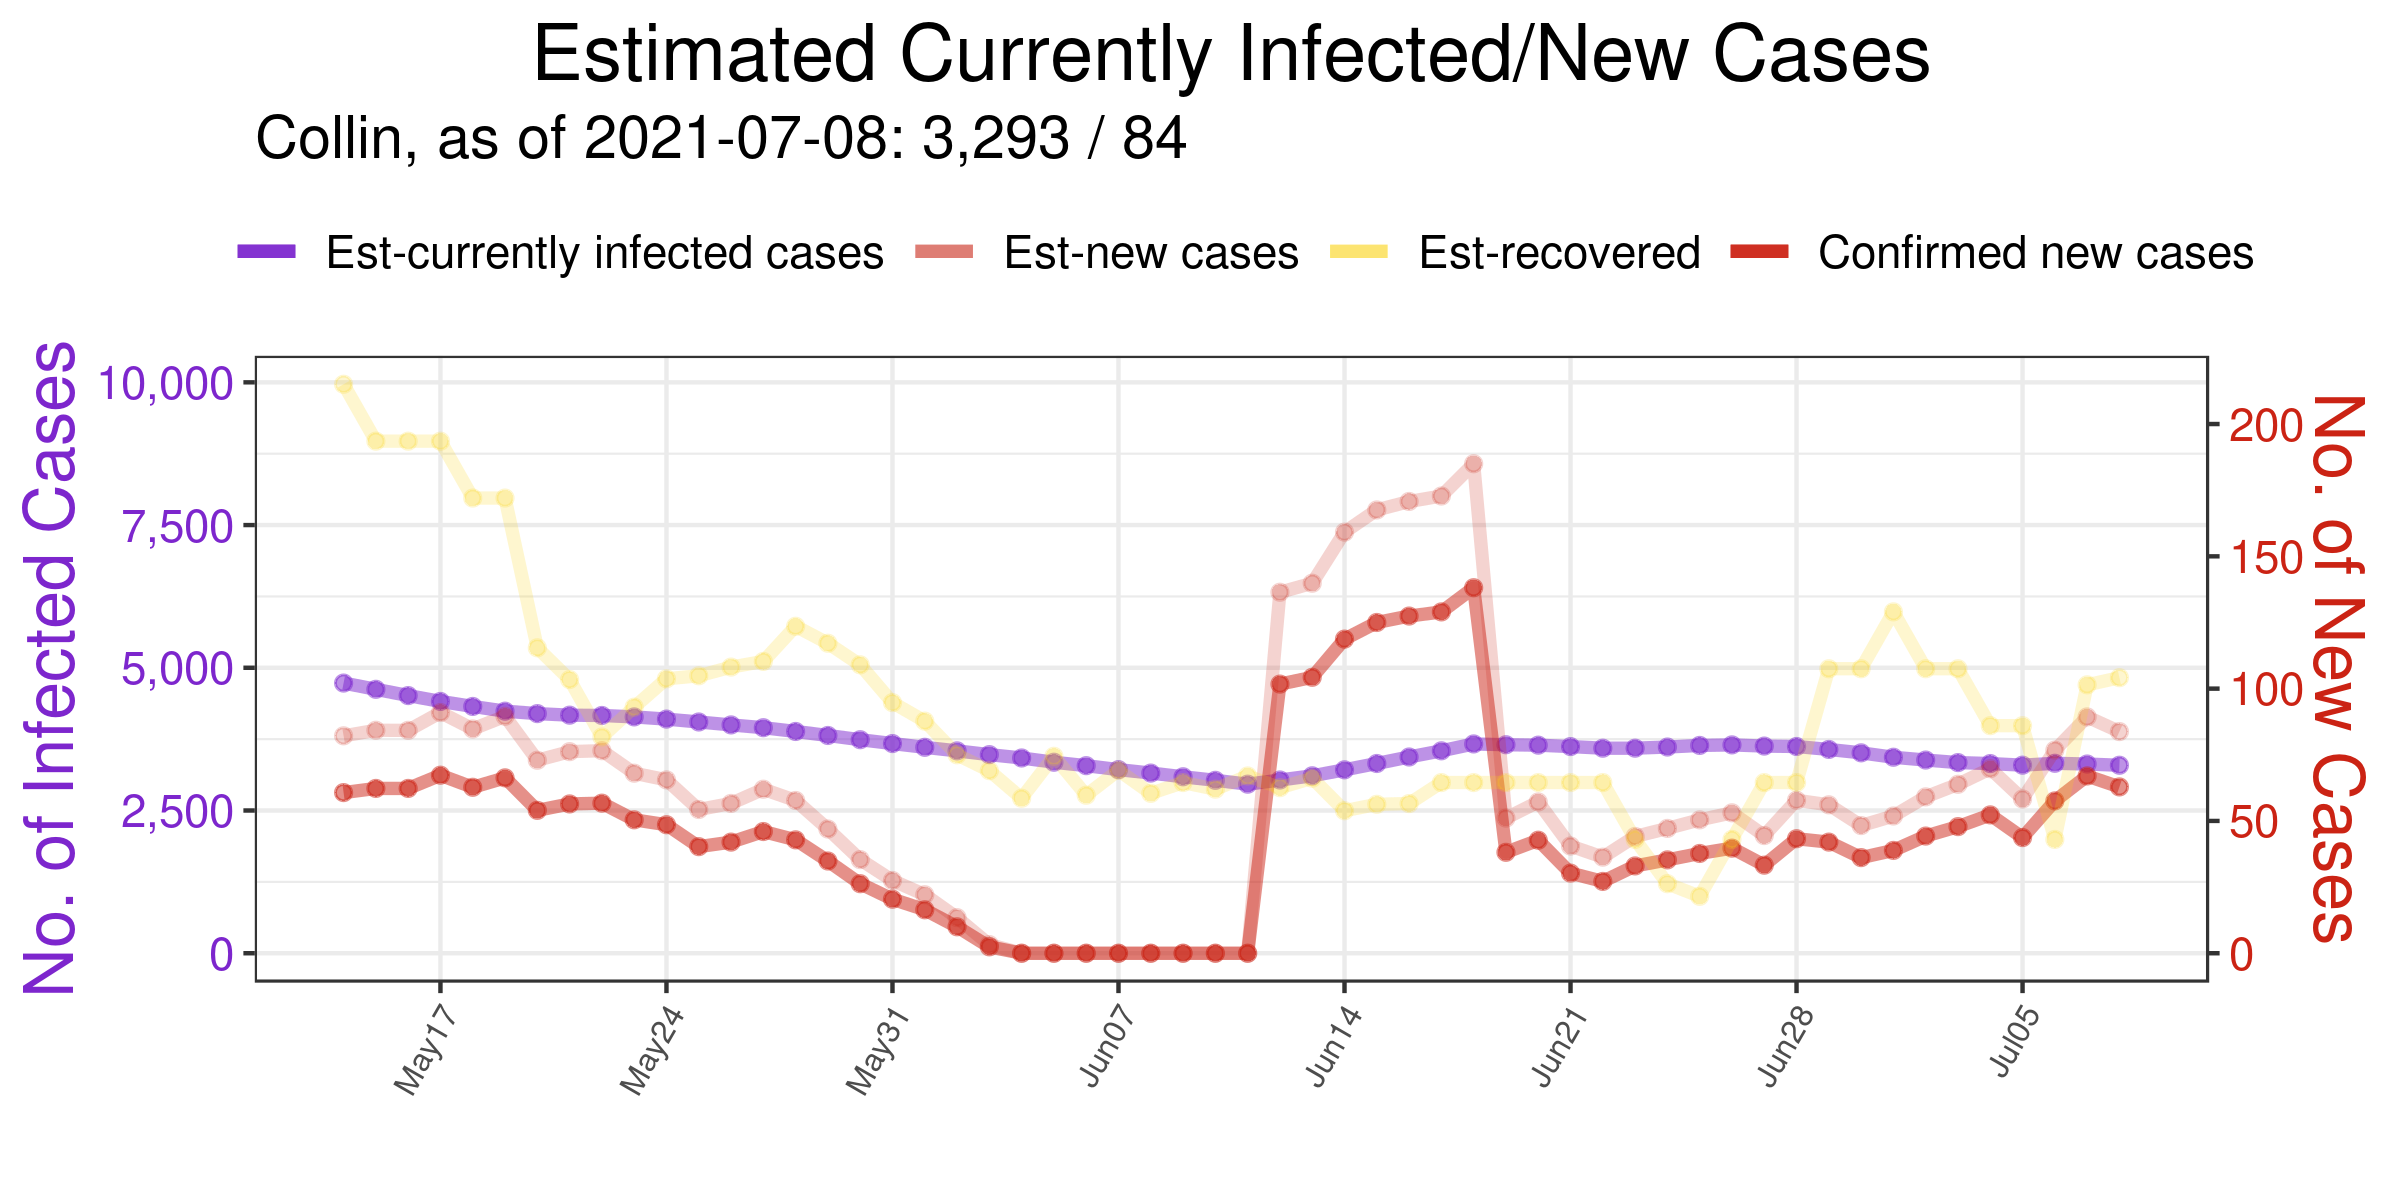 Estimated Currently Infected/New Cases
Collin, as of 2021-07-08: 3,293 / 84
Est-currently infected cases Est-new cases Est-recovered Confirmed new cases
No. of Infected Cases
10,000
7,500
5,000
2,500
0
200
150
100
50
0
No. of New Cases
May17 May24 May31 Jun07 Jun14 Jun21 Jun28 Jul05